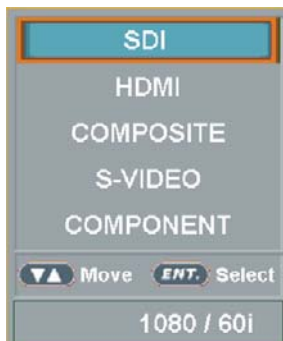 SDI
HDMI
COMPOSITE
S-VIDEO
COMPONENT
▼▲ Move ENT. Select
1080 / 60i